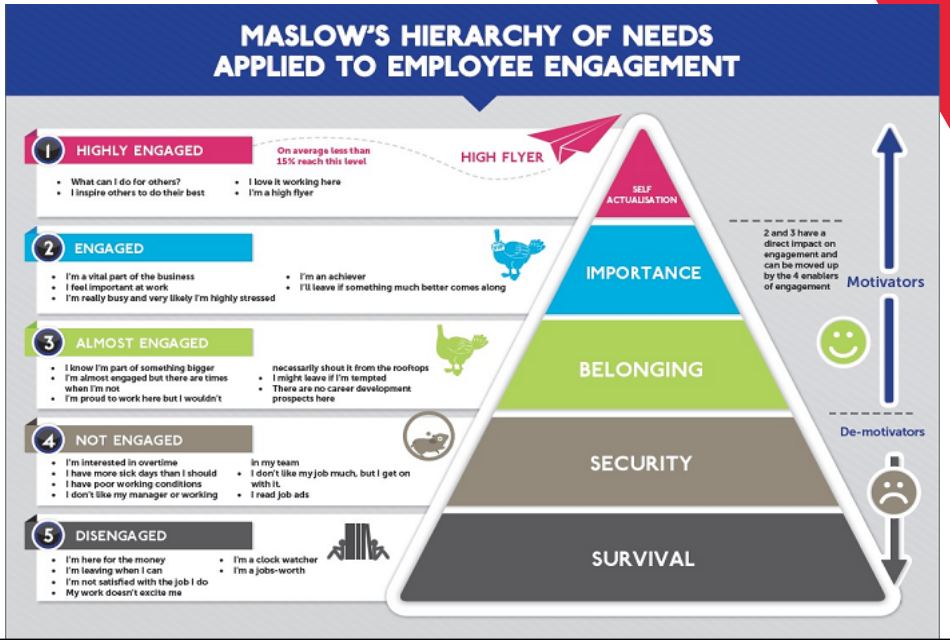 MASLOW'S HIERARCHY OF NEEDS
APPLIED TO EMPLOYEE ENGAGEMENT
1 HIGHLY ENGAGED
On average less than
15% reach this level
HIGH FLYER
• What can I do for others?
• I inspire others to do their best
• I love it working here
• I'm a high flyer
SELF
ACTUALISATION
2 ENGAGED
• I'm a vital part of the business
• I feel important at work
• I'm really busy and very likely I'm highly stressed
• I'm an achiever
• I'll leave if something much better comes along
IMPORTANCE
2 and 3 have a
direct impact on
engagement and
can be moved up
by the 4 enablers
of engagement
Motivators
3 ALMOST ENGAGED
• I know I'm part of something bigger
• I'm almost engaged but there are times
when I'm not
• I'm proud to work here but I wouldn't
necessarily shout it from the rooftops
• I might leave if I'm tempted
• There are no career development
prospects here
BELONGING
De-motivators
4 NOT ENGAGED
• I'm interested in overtime
• I have more sick days than I should
• I have poor working conditions
• I don't like my manager or working
in my team
• I don't like my job much, but I get on
with it.
• I read job ads
SECURITY
5 DISENGAGED
• I'm here for the money
• I'm leaving when I can
• I'm not satisfied with the job I do
• My work doesn't excite me
• I'm a clock watcher
• I'm a jobs-worth
SURVIVAL